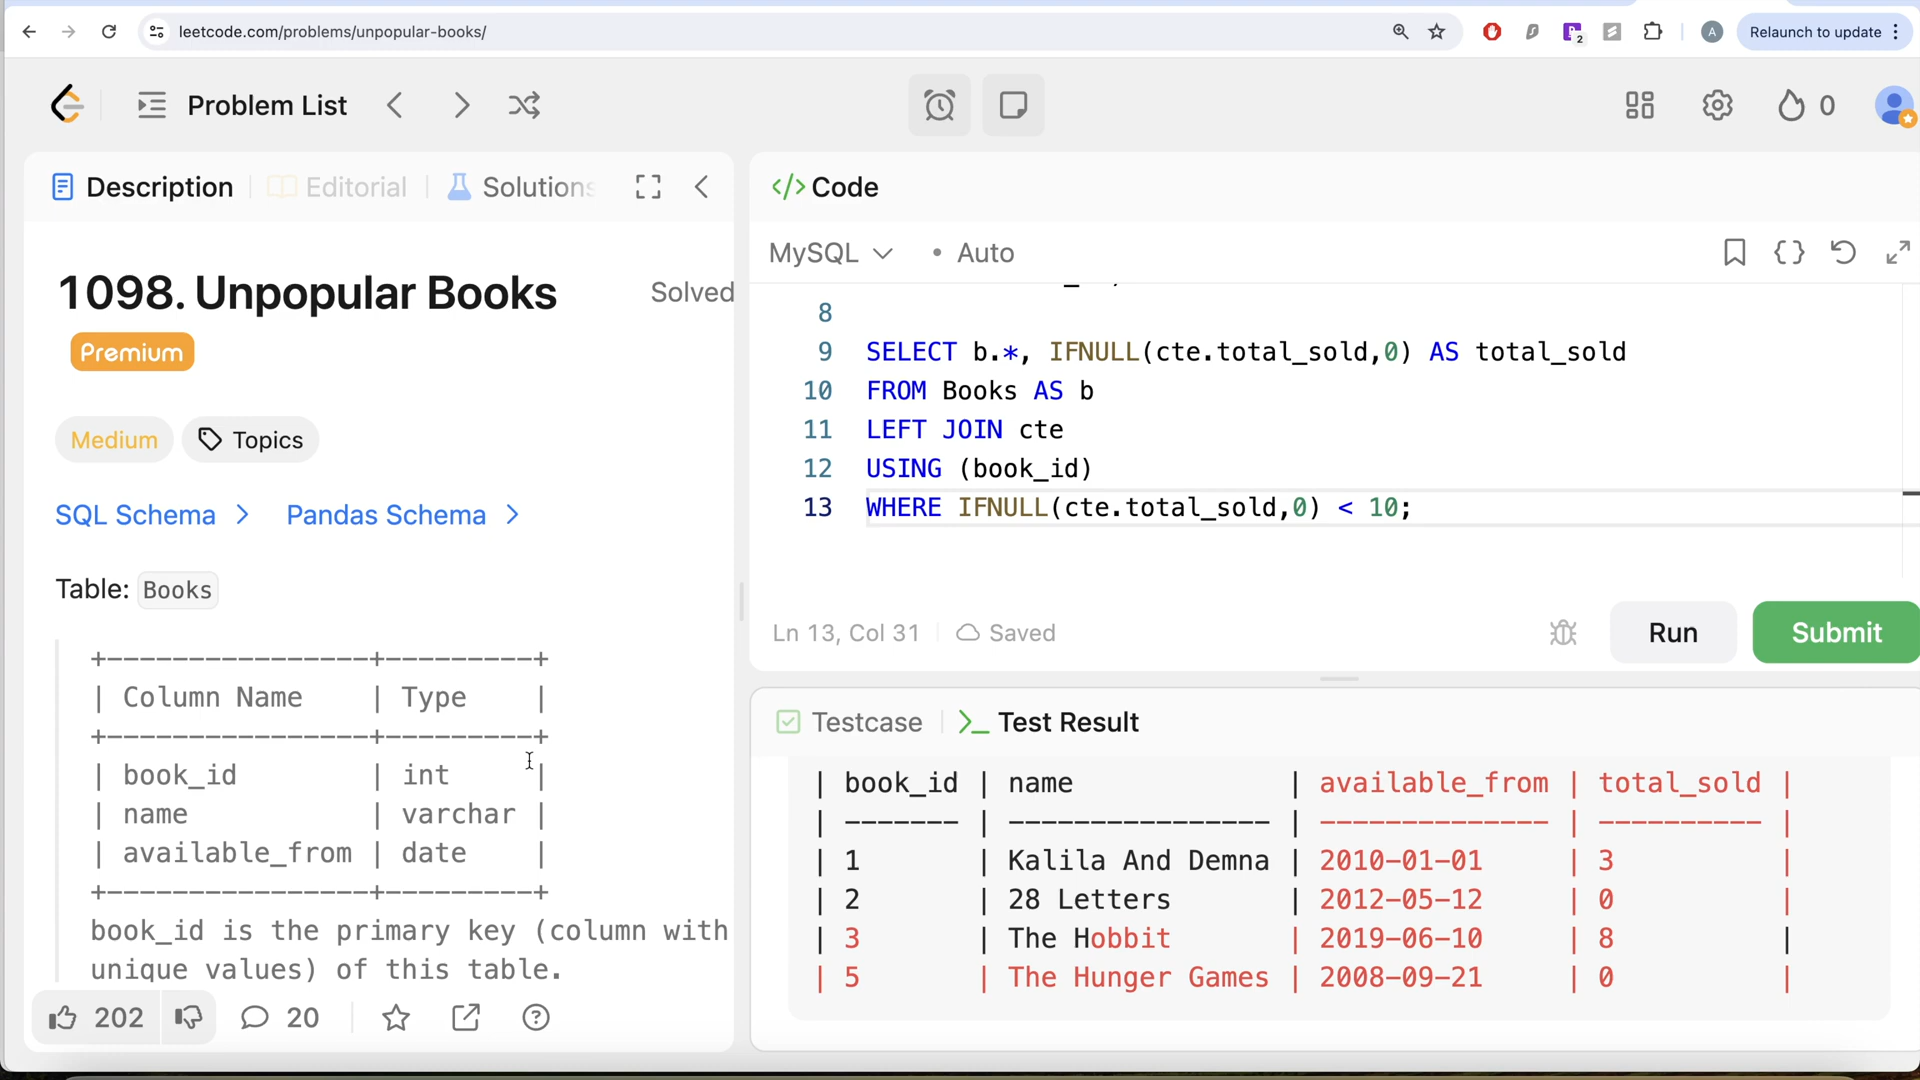 leetcode.com/problems/unpopular-books/
2
A
Relaunch to update
Problem List
0
Description
Editorial
Solutions
1098. Unpopular Books
Solved
Premium
Medium
Topics
SQL Schema
Pandas Schema
Table: Books
+----------------+---------+
| Column Name    | Type    |
+----------------+---------+
| book_id        | int     |
| name           | varchar |
| available_from | date    |
+----------------+---------+
book_id is the primary key (column with
unique values) of this table.
202
20
Code
MySQL
Auto
8
9 SELECT b.*, IFNULL(cte.total_sold,0) AS total_sold
10 FROM Books AS b
11 LEFT JOIN cte
12 USING (book_id)
13 WHERE IFNULL(cte.total_sold,0) < 10;
Ln 13, Col 31
Saved
Run
Submit
Testcase
Test Result
| book_id | name             | available_from | total_sold |
| ------- | ---------------- | -------------- | ---------- |
| 1       | Kalila And Demna | 2010-01-01     | 3          |
| 2       | 28 Letters       | 2012-05-12     | 0          |
| 3       | The Hobbit       | 2019-06-10     | 8          |
| 5       | The Hunger Games | 2008-09-21     | 0          |